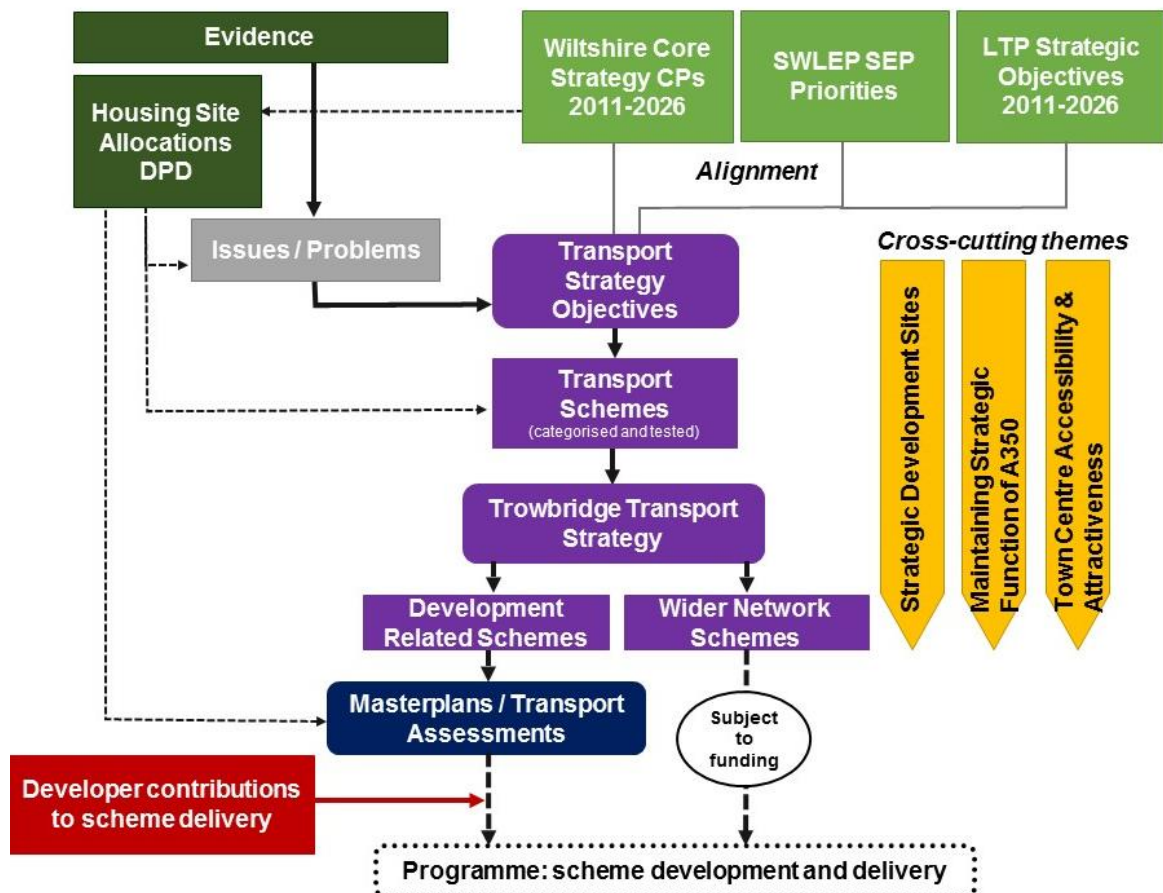 Evidence
Housing Site
Allocations
DPD
Wiltshire Core
Strategy CPs
2011-2026
SWLEP SEP
Priorities
LTP Strategic
Objectives
2011-2026
Alignment
Issues / Problems
Transport
Strategy
Objectives
Cross-cutting themes
Strategic Development Sites
Maintaining Strategic
Function of A350
Town Centre Accessibility &
Attractiveness
Transport
Schemes
(categorised and tested)
Trowbridge Transport
Strategy
Development
Related Schemes
Wider Network
Schemes
Masterplans / Transport
Assessments
Subject
to
funding
Developer contributions
to scheme delivery
Programme: scheme development and delivery